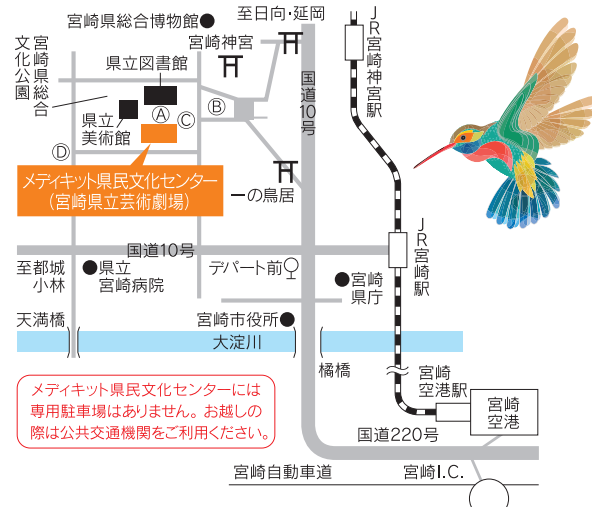 宮崎県総合博物館
至日向・延岡
宮崎神宮
JR宮崎神宮駅
宮崎県総合
文化公園
県立図書館
国道10号
Ⓐ
Ⓑ
Ⓒ
県立
美術館
Ⓓ
メディキット県民文化センター
(宮崎県立芸術劇場)
一の鳥居
JR宮崎駅
国道10号
至都城
小林
県立
宮崎病院
デパート前
宮崎
県庁
天満橋
宮崎市役所
大淀川
橘橋
宮崎
空港駅
宮崎
空港
メディキット県民文化センターには
専用駐車場はありません。お越しの
際は公共交通機関をご利用ください。
国道220号
宮崎自動車道
宮崎I.C.